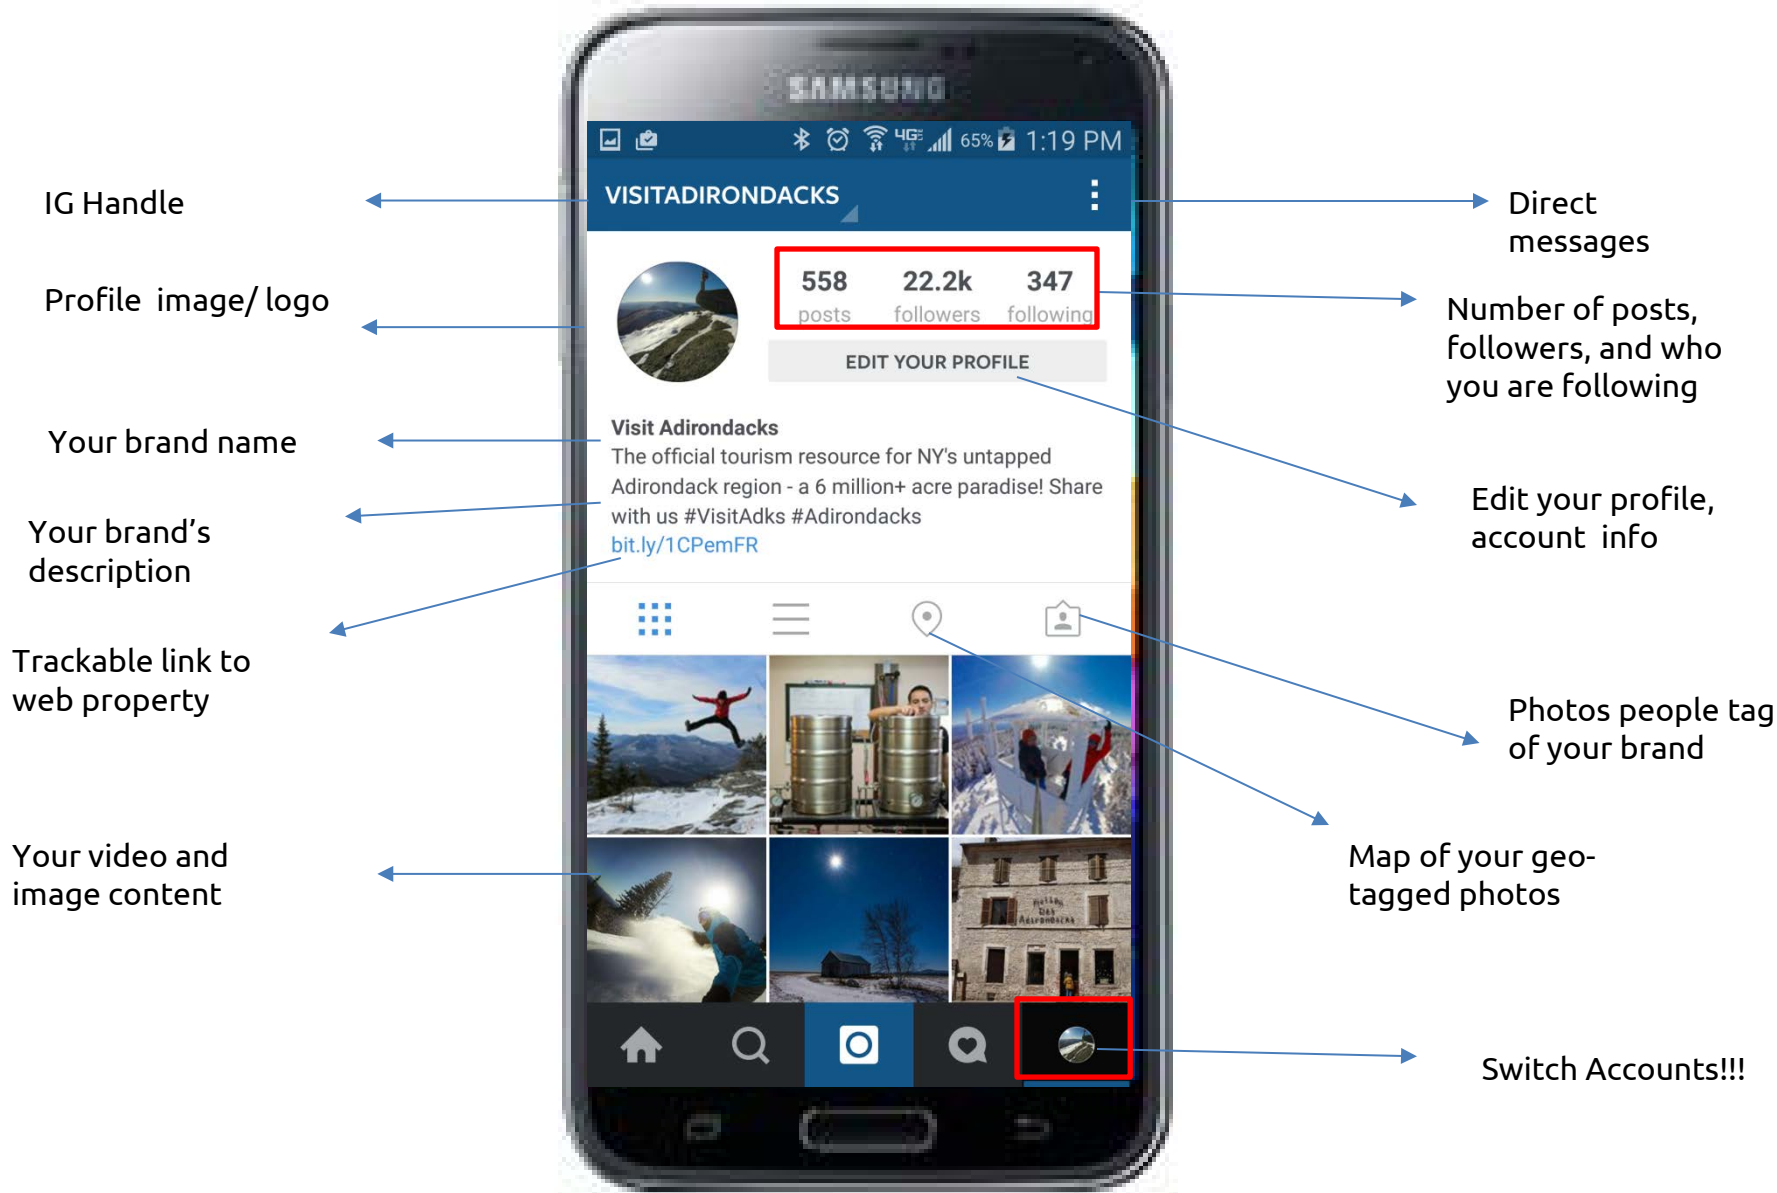 SAMSUNG
4G
65%
1:19 PM
IG Handle
VISITADIRONDACKS
Direct
messages
Profile image/ logo
558
22.2k
347
posts
followers
following
Number of posts,
followers, and who
you are following
EDIT YOUR PROFILE
Your brand name
Visit Adirondacks
The official tourism resource for NY's untapped
Adirondack region - a 6 million+ acre paradise! Share
with us #VisitAdks #Adirondacks
bit.ly/1CPemFR
Your brand’s
description
Edit your profile,
account info
Trackable link to
web property
Photos people tag
of your brand
Your video and
image content
Map of your geo-
tagged photos
Adirondacks
Switch Accounts!!!